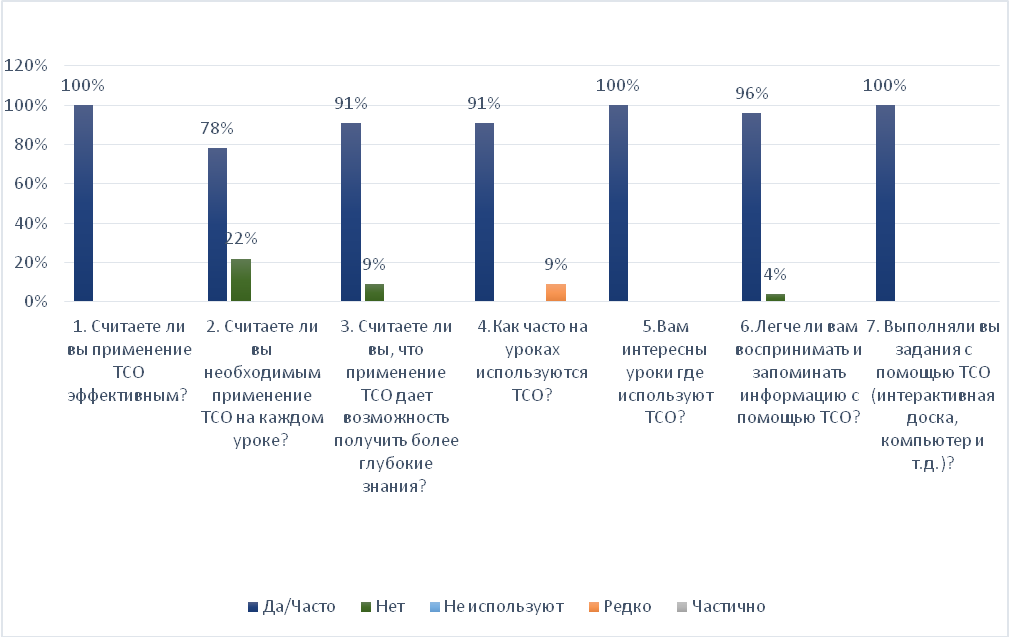 120%
100%
80%
60%
40%
20%
0%
100%
78%
22%
91%
9%
91%
9%
100%
96%
4%
100%
1. Считаете ли
вы применение
ТСО
эффективным?
2. Считаете ли
вы
необходимым
применение
ТСО на каждом
уроке?
3. Считаете ли
вы, что
применение
ТСО дает
возможность
получить более
глубокие
знания?
4.Как часто на
уроках
используются
ТСО?
5.Вам
интересны
уроки где
используют
ТСО?
6.Легче ли вам
воспринимать и
запоминать
информацию с
помощью ТСО?
7. Выполняли вы
задания с
помощью ТСО
(интерактивная
доска,
компьютер и
т.д.)?
Да/Часто Нет Не используют Редко Частично